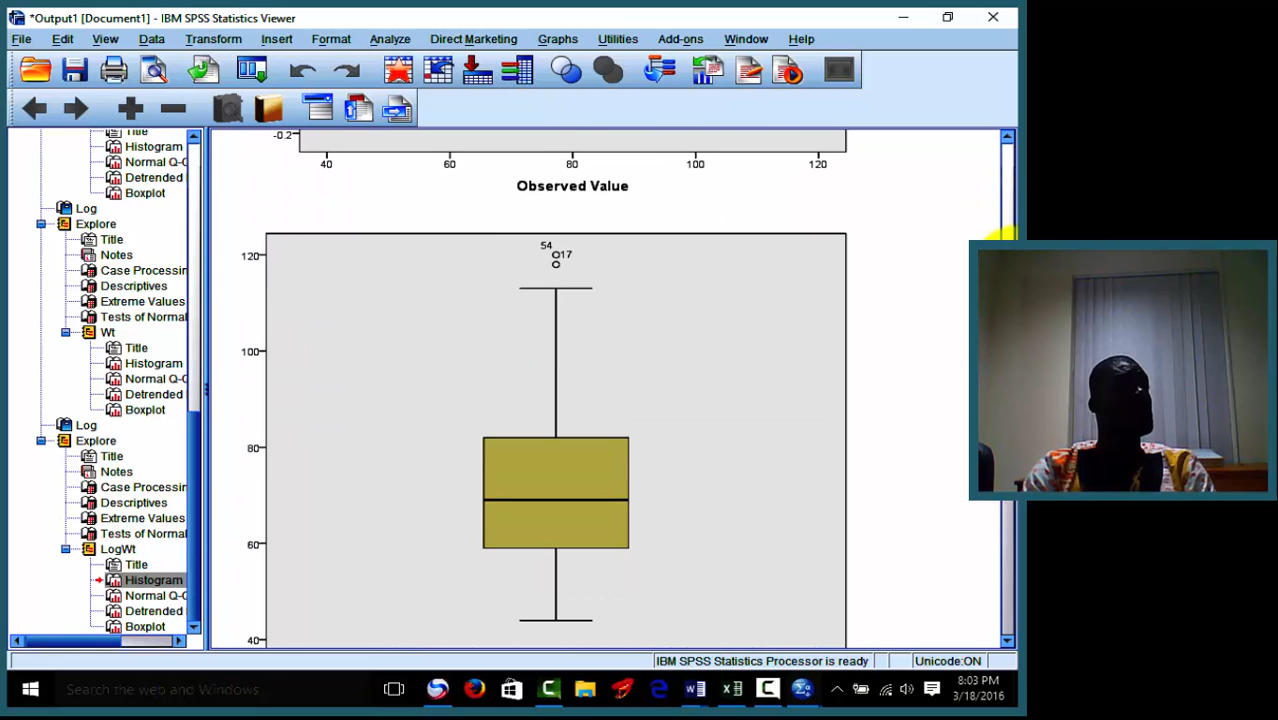 *Output1 [Document1] - IBM SPSS Statistics Viewer
File Edit View Data Transform Insert Format Analyze Direct Marketing Graphs Utilities Add-ons Window Help
Title
Histogram
Normal Q-Q
Detrended
Boxplot
Log
Explore
Title
Notes
Case Processin
Descriptives
Extreme Values
Tests of Normal
Wt
Title
Histogram
Normal Q-Q
Detrended
Boxplot
Log
Explore
Title
Notes
Case Processin
Descriptives
Extreme Values
Tests of Normal
LogWt
Title
Histogram
Normal Q-Q
Detrended
Boxplot
-0.2
40 60 80 100 120
Observed Value
54
17
120
100
80
60
40
IBM SPSS Statistics Processor is ready Unicode:ON
Search the web and Windows
8:03 PM
3/18/2016